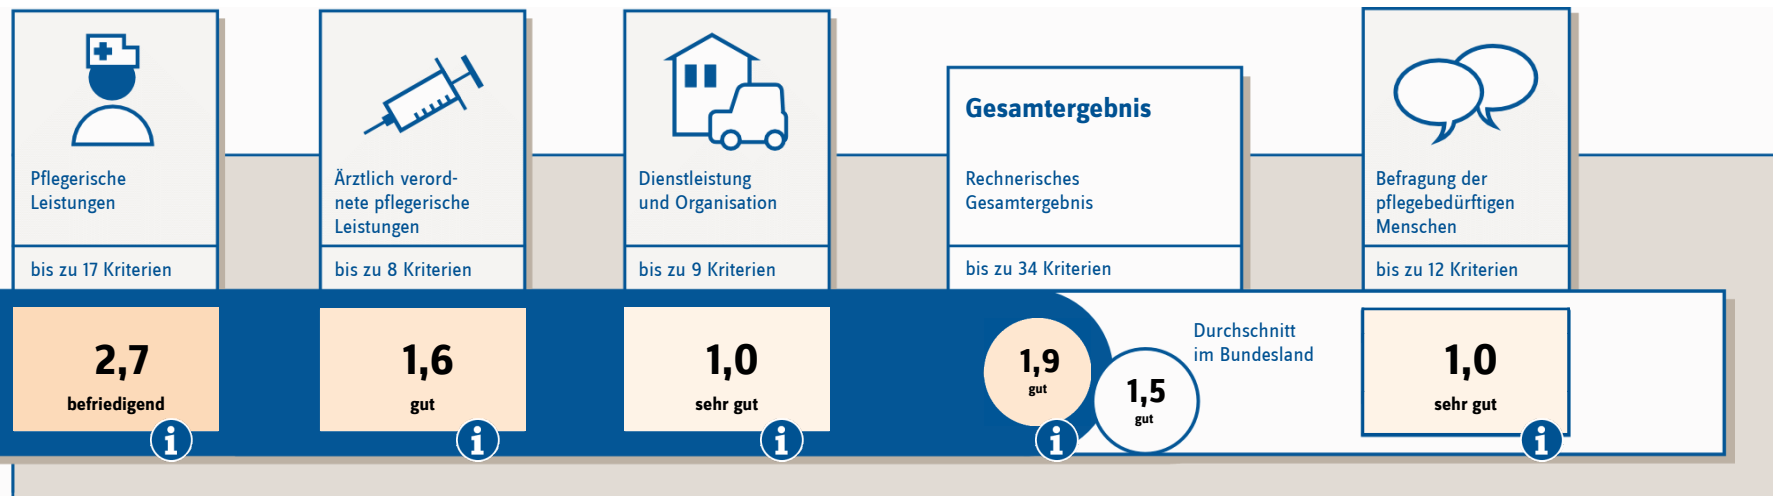 Pflegerische
Leistungen
bis zu 17 Kriterien
2,7
befriedigend
i
Ärztlich verord-
nete pflegerische
Leistungen
bis zu 8 Kriterien
1,6
gut
i
Dienstleistung
und Organisation
bis zu 9 Kriterien
1,0
sehr gut
i
Gesamtergebnis
Rechnerisches
Gesamtergebnis
bis zu 34 Kriterien
1,9
gut
i
Durchschnitt
im Bundesland
1,5
gut
Befragung der
pflegebedürftigen
Menschen
bis zu 12 Kriterien
1,0
sehr gut
i